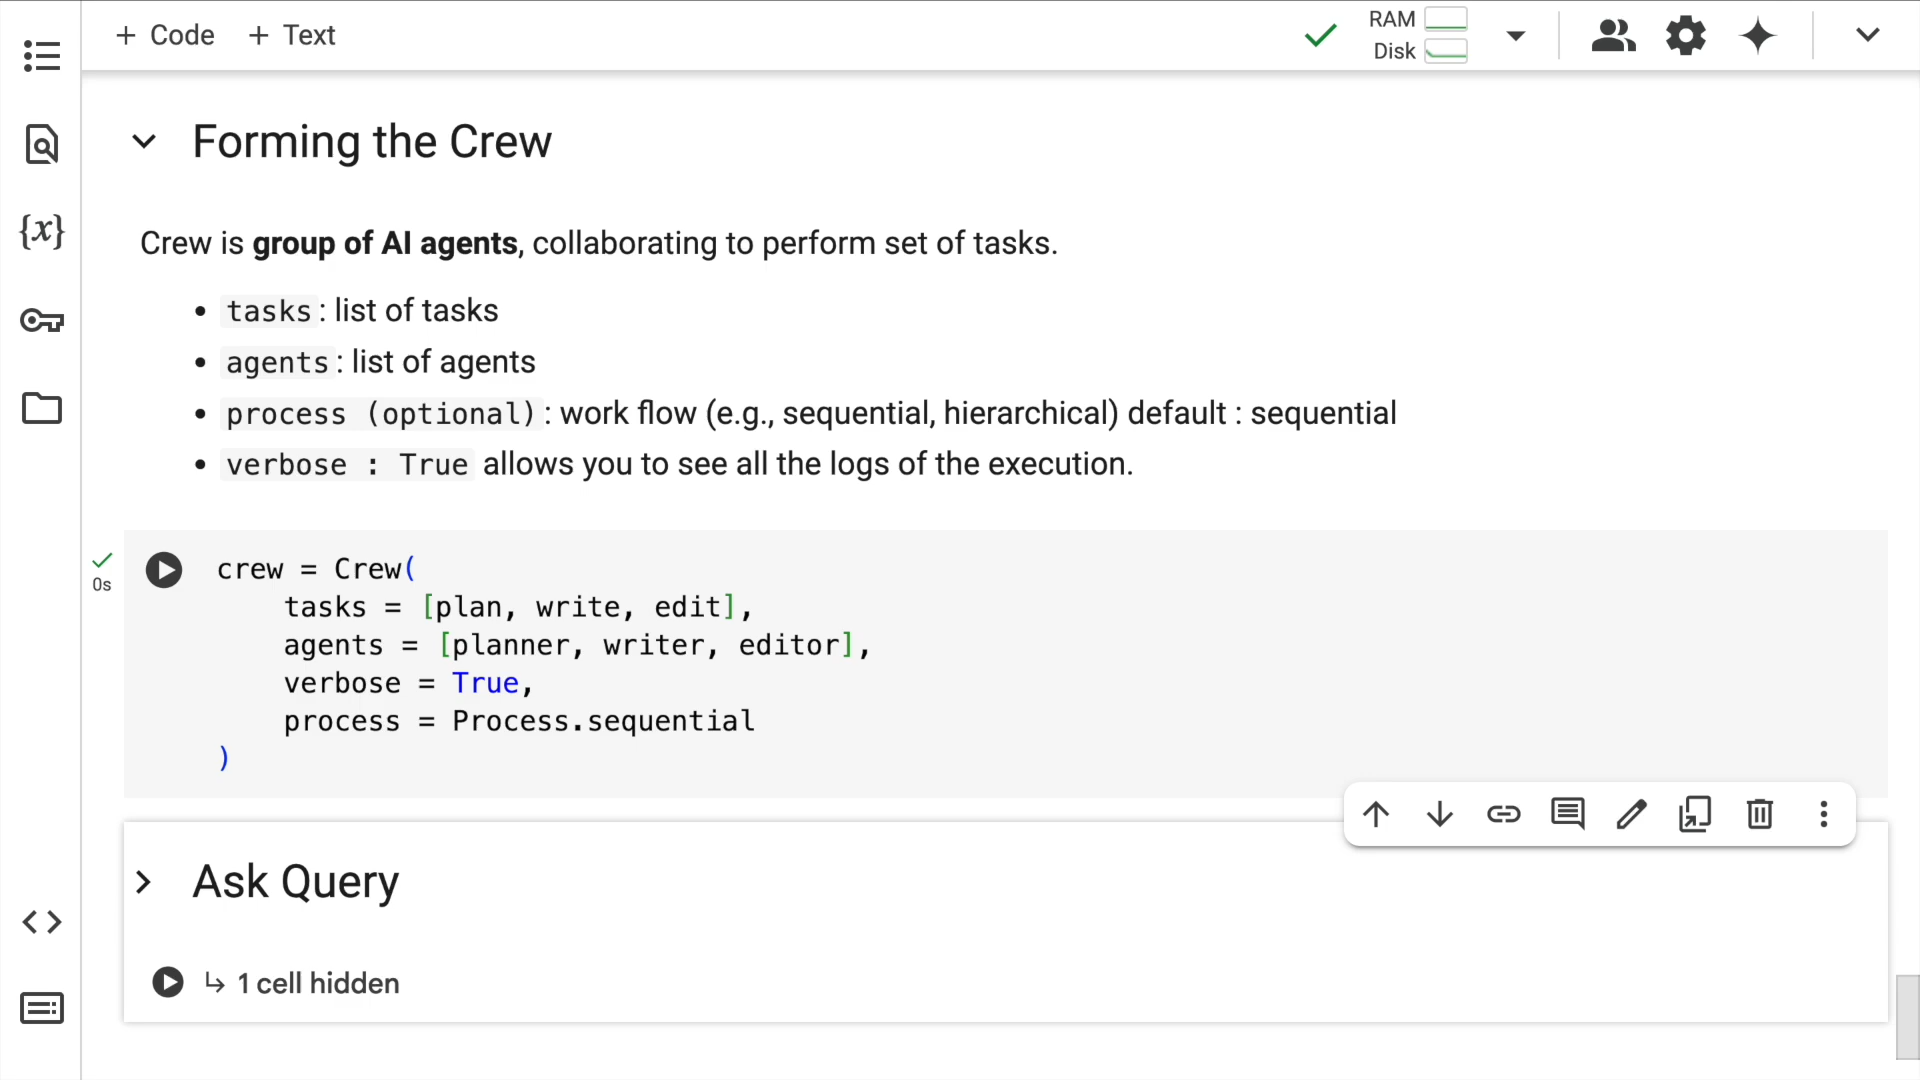 + Code + Text
RAM
Disk
{x}
Forming the Crew
Crew is group of AI agents, collaborating to perform set of tasks.
• tasks: list of tasks
• agents: list of agents
• process (optional): work flow (e.g., sequential, hierarchical) default : sequential
• verbose : True allows you to see all the logs of the execution.
0s
crew = Crew(
    tasks = [plan, write, edit],
    agents = [planner, writer, editor],
    verbose = True,
    process = Process.sequential
)
Ask Query
↳ 1 cell hidden